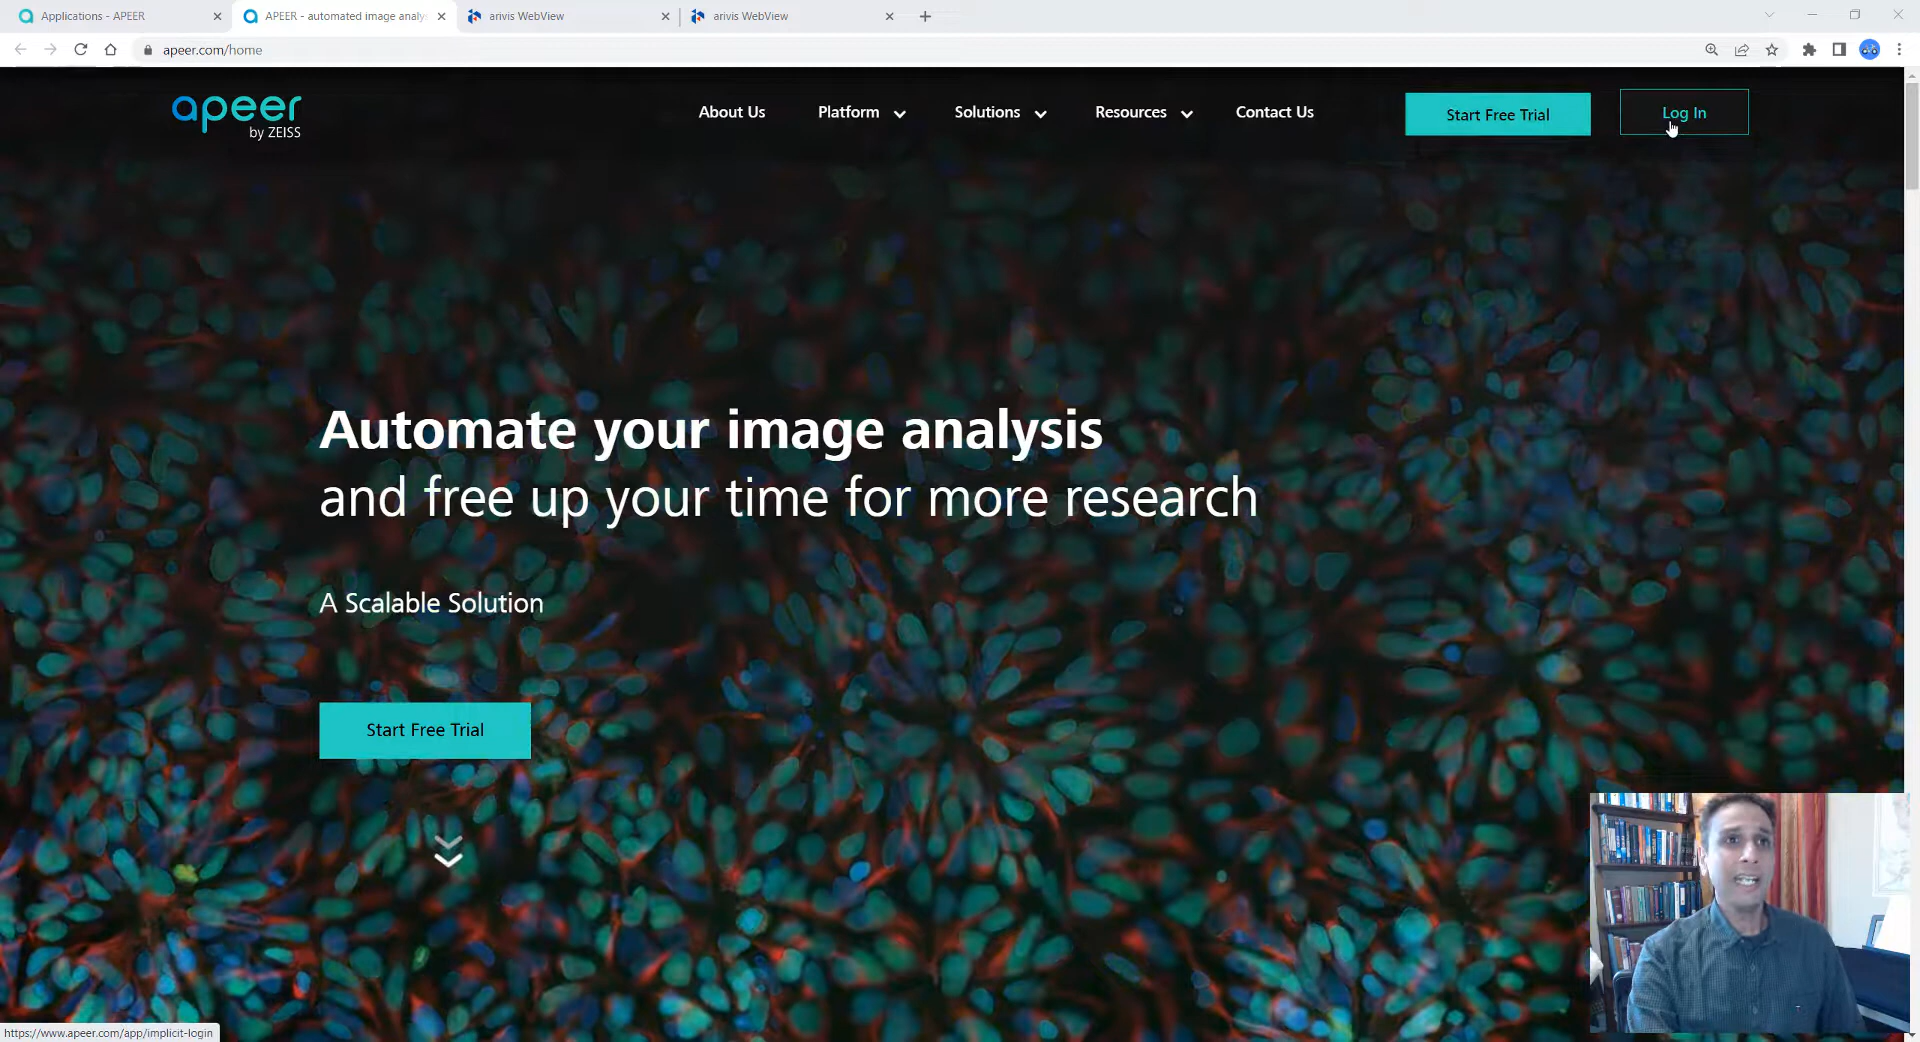 Applications - APEER
APEER - automated image analys
arivis WebView
arivis WebView
apeer.com/home
apeer
by ZEISS
About Us
Platform
Solutions
Resources
Contact Us
Start Free Trial
Log In
Automate your image analysis
and free up your time for more research
A Scalable Solution
Start Free Trial
https://www.apeer.com/app/implicit-login